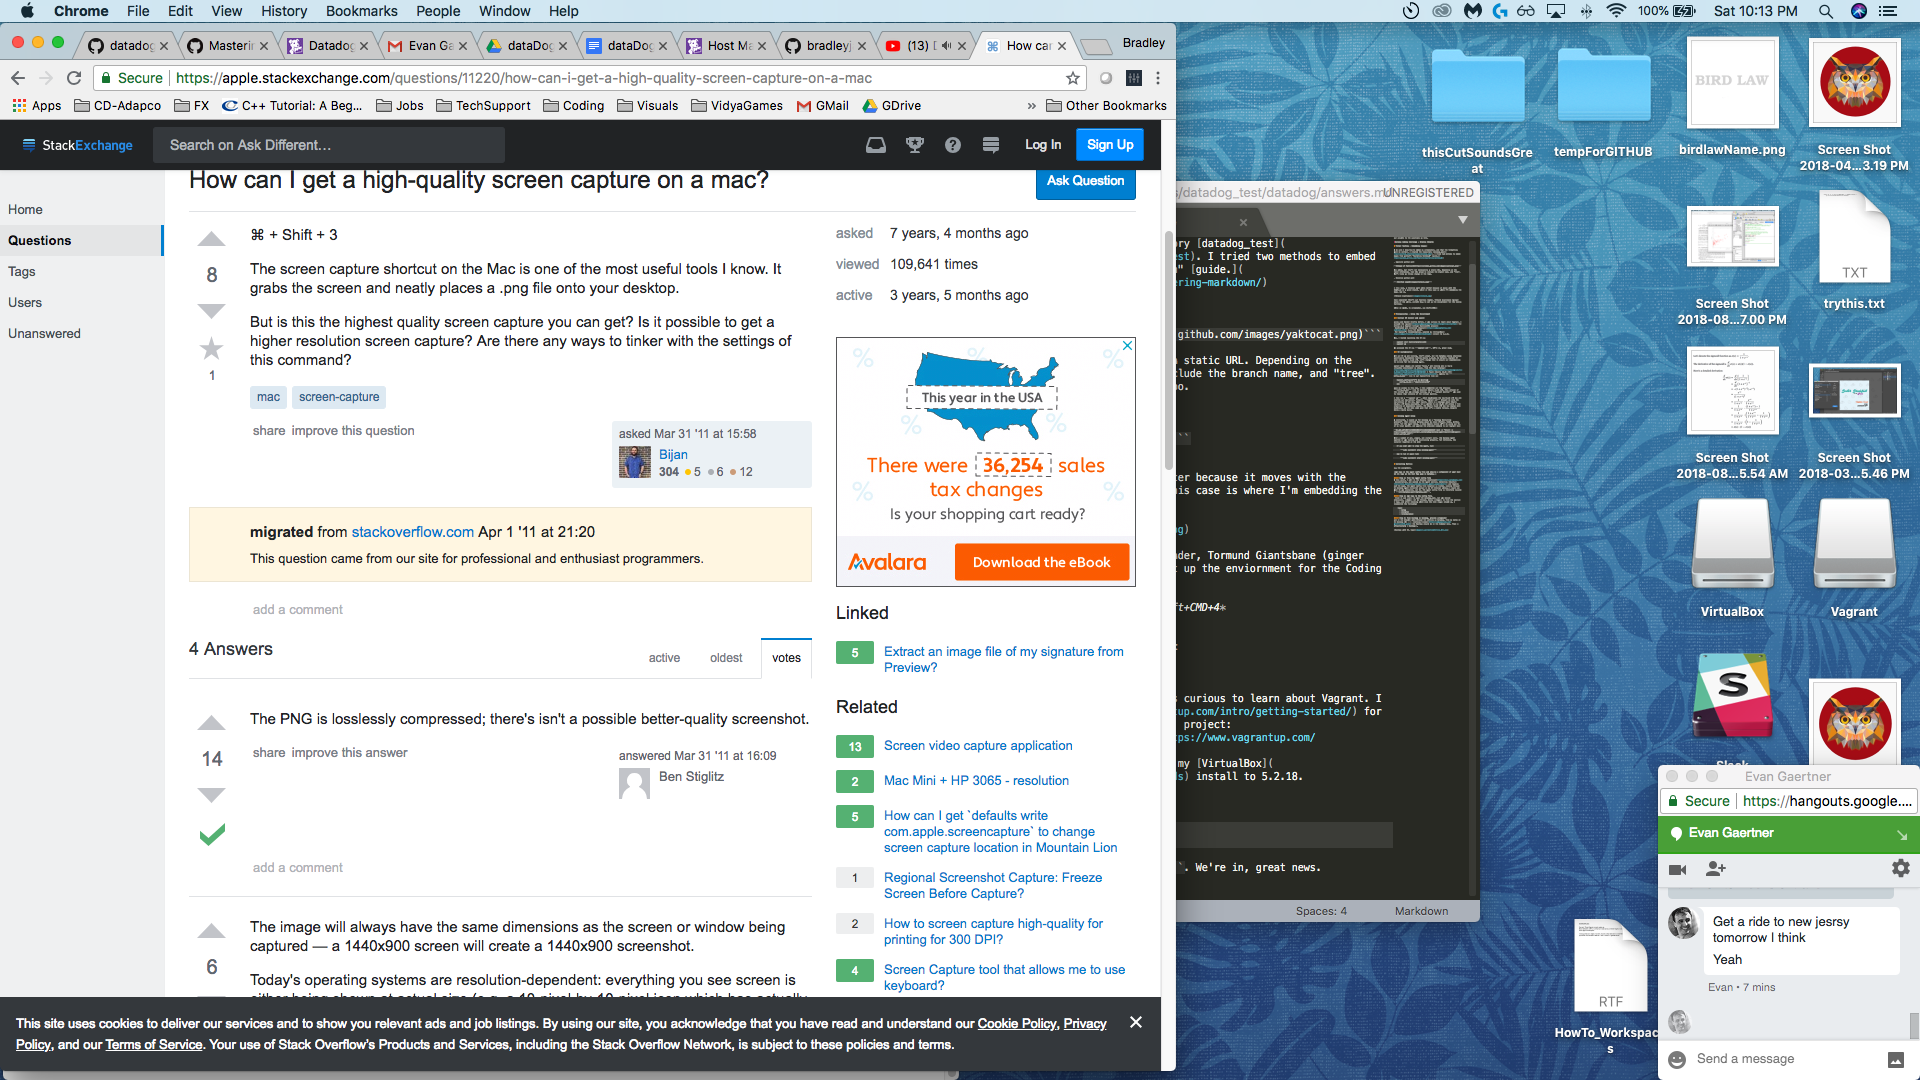 Chrome File Edit View History Bookmarks People Window Help
100% Sat 10:13 PM
datadog Masterin Datadog Evan Ga dataDog dataDog Host Ma bradleyj (13) How can Bradley
Secure https://apple.stackexchange.com/questions/11220/how-can-i-get-a-high-quality-screen-capture-on-a-mac
Apps CD-Adapco FX C++ Tutorial: A Beg... Jobs TechSupport Coding Visuals VidyaGames GMail GDrive » Other Bookmarks
StackExchange Search on Ask Different... Log In Sign Up
How can I get a high-quality screen capture on a mac?
Ask Question
Home
Questions
Tags
Users
Unanswered
⌘ + Shift + 3
8
The screen capture shortcut on the Mac is one of the most useful tools I know. It
grabs the screen and neatly places a .png file onto your desktop.
But is this the highest quality screen capture you can get? Is it possible to get a
higher resolution screen capture? Are there any ways to tinker with the settings of
this command?
1
mac screen-capture
share improve this question
asked Mar 31 '11 at 15:58
Bijan
304 5 6 12
migrated from stackoverflow.com Apr 1 '11 at 21:20
This question came from our site for professional and enthusiast programmers.
add a comment
4 Answers
active oldest votes
The PNG is losslessly compressed; there's isn't a possible better-quality screenshot.
14
share improve this answer
answered Mar 31 '11 at 16:09
Ben Stiglitz
add a comment
The image will always have the same dimensions as the screen or window being
captured — a 1440x900 screen will create a 1440x900 screenshot.
6
Today's operating systems are resolution-dependent: everything you see screen is
asked 7 years, 4 months ago
viewed 109,641 times
active 3 years, 5 months ago
This year in the USA
There were 36,254 sales
tax changes
Is your shopping cart ready?
Avalara Download the eBook
Linked
5 Extract an image file of my signature from
Preview?
Related
13 Screen video capture application
2 Mac Mini + HP 3065 - resolution
5 How can I get `defaults write
com.apple.screencapture` to change
screen capture location in Mountain Lion
1 Regional Screenshot Capture: Freeze
Screen Before Capture?
2 How to screen capture high-quality for
printing for 300 DPI?
4 Screen Capture tool that allows me to use
keyboard?
This site uses cookies to deliver our services and to show you relevant ads and job listings. By using our site, you acknowledge that you have read and understand our Cookie Policy, Privacy
Policy, and our Terms of Service. Your use of Stack Overflow's Products and Services, including the Stack Overflow Network, is subject to these policies and terms.
s/datadog_test/datadog/answers.md UNREGISTERED
ory [datadog_test](
est). I tried two methods to embed
" [guide.](
ering-markdown/)
github.com/images/yaktocat.png)```
static URL. Depending on the
clude the branch name, and "tree".
po.
``
ter because it moves with the
his case is where I'm embedding the
ng)
nder, Tormund Giantsbane (ginger
t up the enviornment for the Coding
ft+CMD+4*
:
s curious to learn about Vagrant. I
tup.com/intro/getting-started/) for
project:
tps://www.vagrantup.com/
my [VirtualBox](
ds) install to 5.2.18.
`. We're in, great news.
Spaces: 4 Markdown
thisCutSoundsGre
at
tempForGITHUB
BIRD LAW
birdlawName.png
Screen Shot
2018-04...3.19 PM
Screen Shot
2018-08...7.00 PM
TXT
trythis.txt
Screen Shot
2018-08...5.54 AM
Screen Shot
2018-03...5.46 PM
VirtualBox
Vagrant
S
Slack
RTF
HowTo_Workspac
s
Evan Gaertner
Secure https://hangouts.google....
Evan Gaertner
Get a ride to new jesrsy
tomorrow I think
Yeah
Evan • 7 mins
Send a message